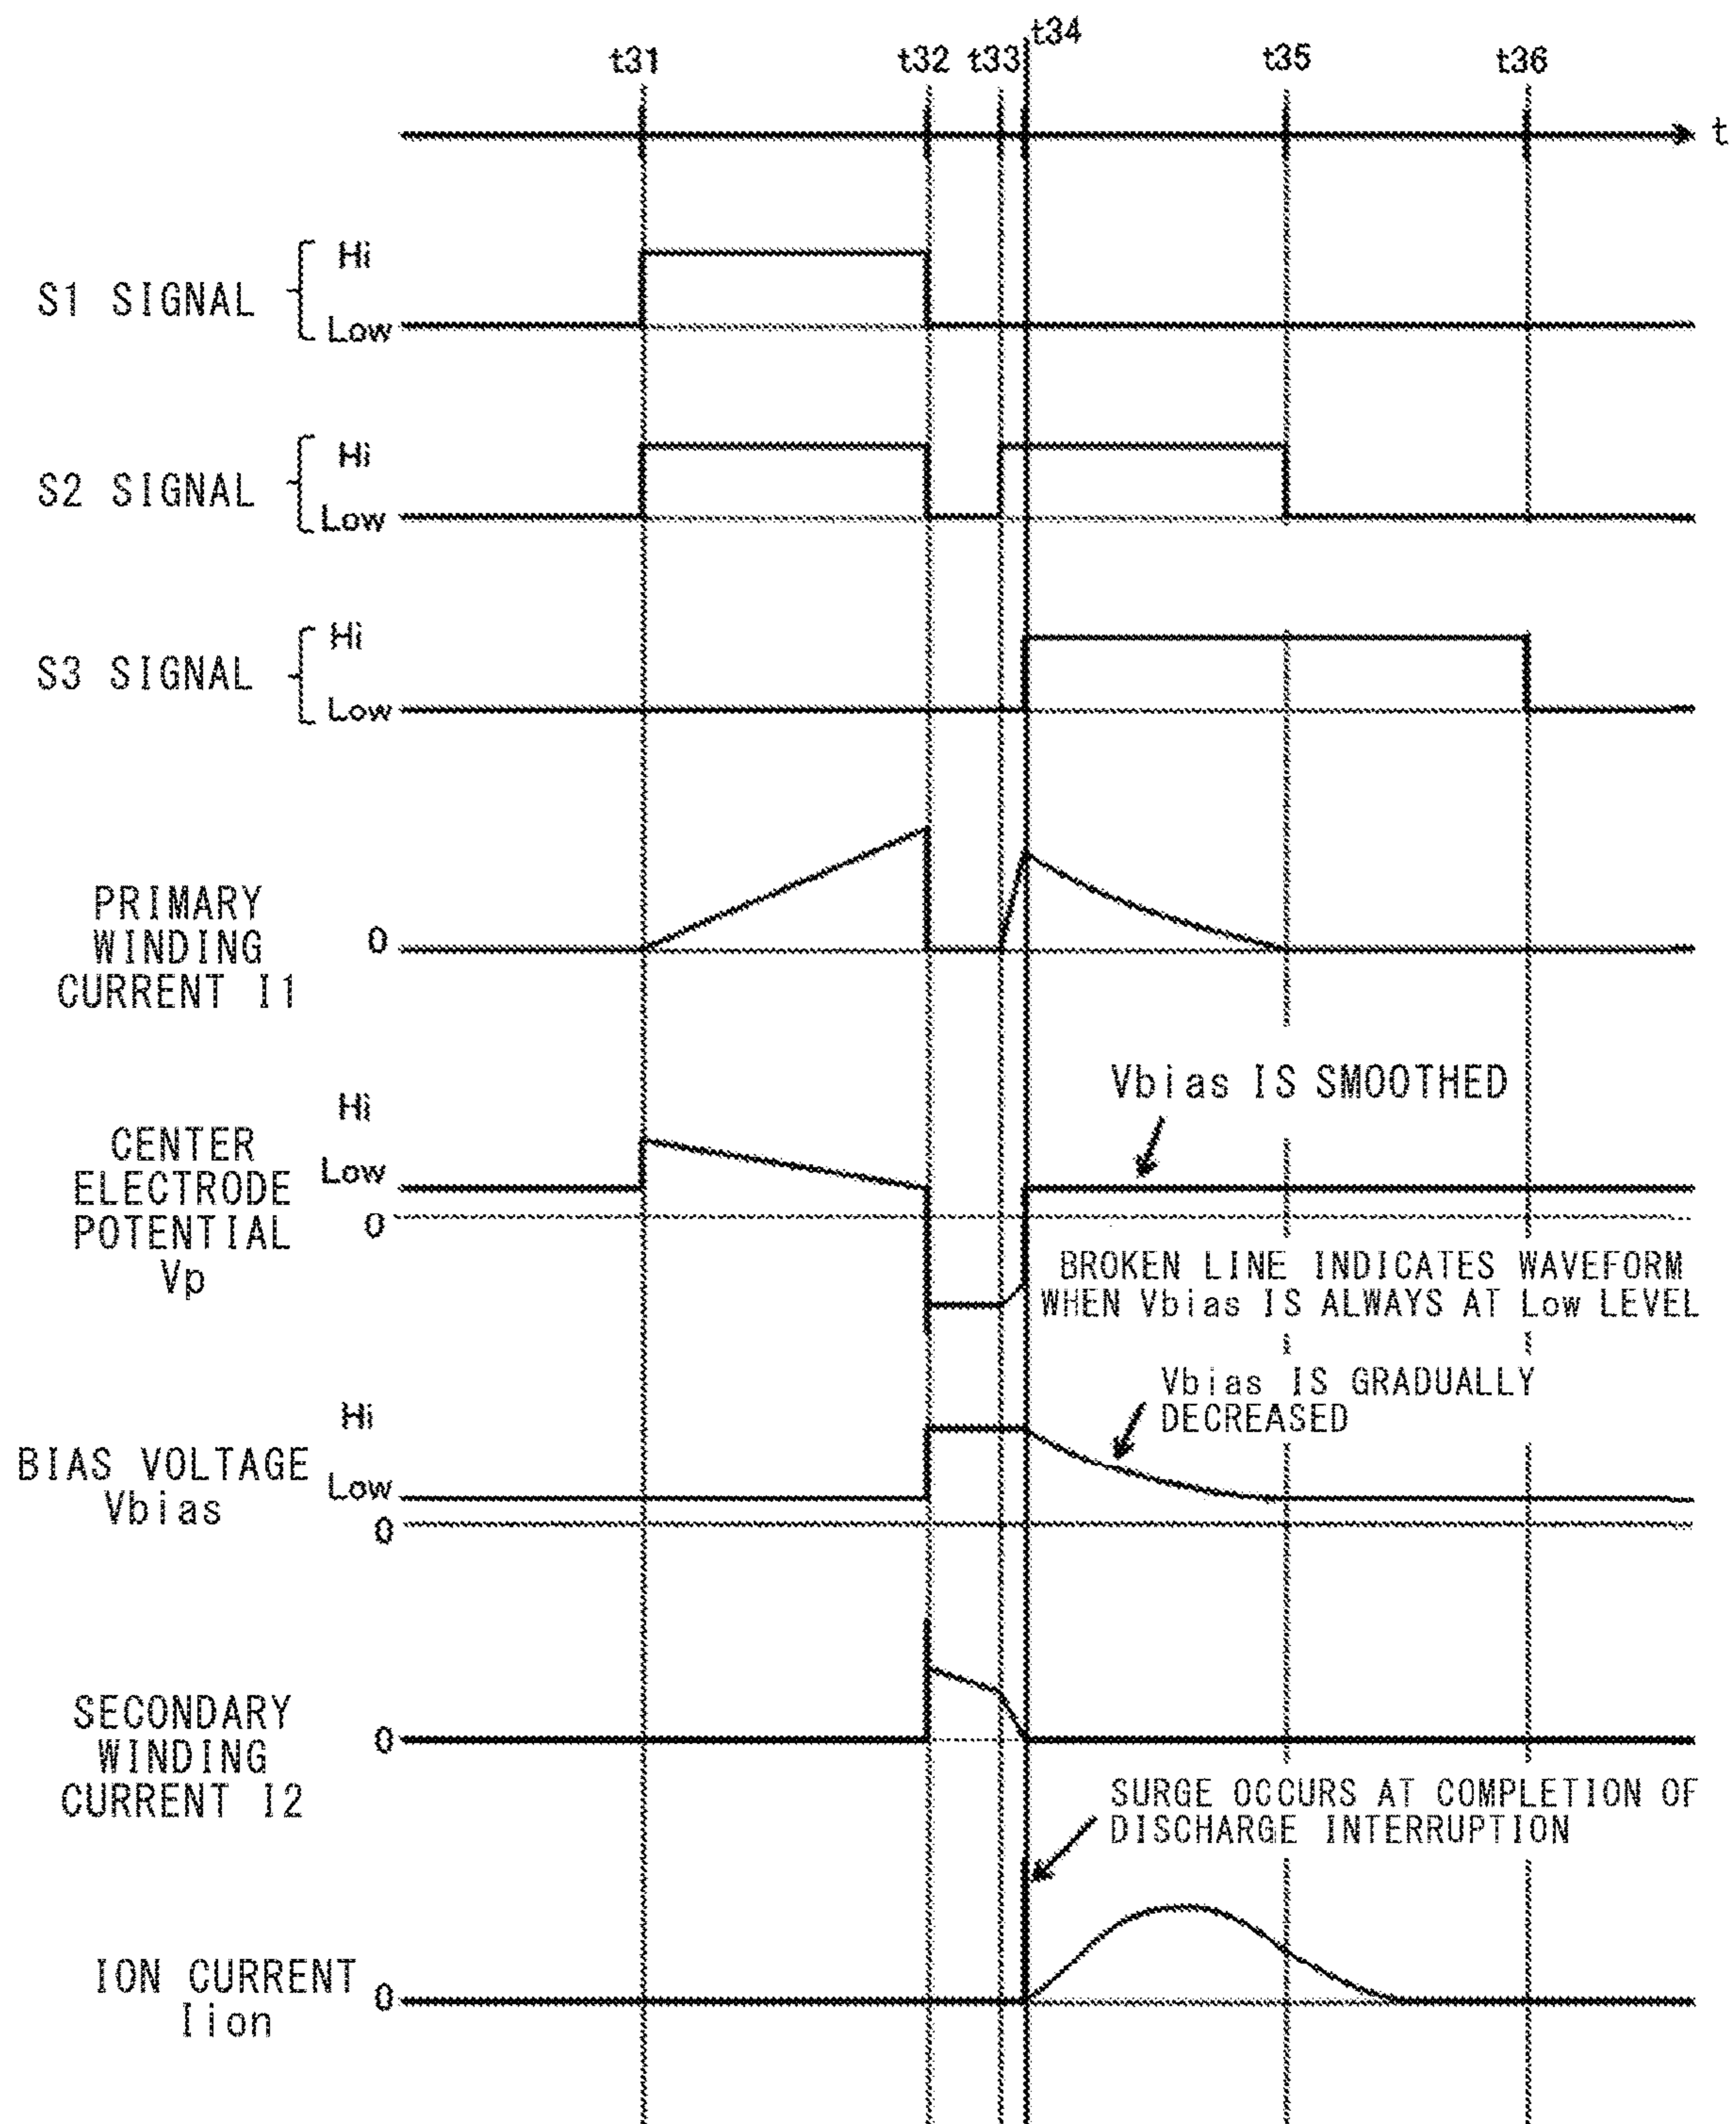 t34
t31
t32
t33
t35
t36
t
Hi
S1 SIGNAL
Low
Hi
S2 SIGNAL
Low
Hi
S3 SIGNAL
Low
PRIMARY
WINDING
CURRENT I1
0
Vbias IS SMOOTHED
Hi
CENTER
ELECTRODE
POTENTIAL
Vp
Low
0
BROKEN LINE INDICATES WAVEFORM
WHEN Vbias IS ALWAYS AT Low LEVEL
Vbias IS GRADUALLY
DECREASED
Hi
BIAS VOLTAGE
Vbias
Low
0
SECONDARY
WINDING
CURRENT I2
0
SURGE OCCURS AT COMPLETION OF
DISCHARGE INTERRUPTION
ION CURRENT
Iion
0